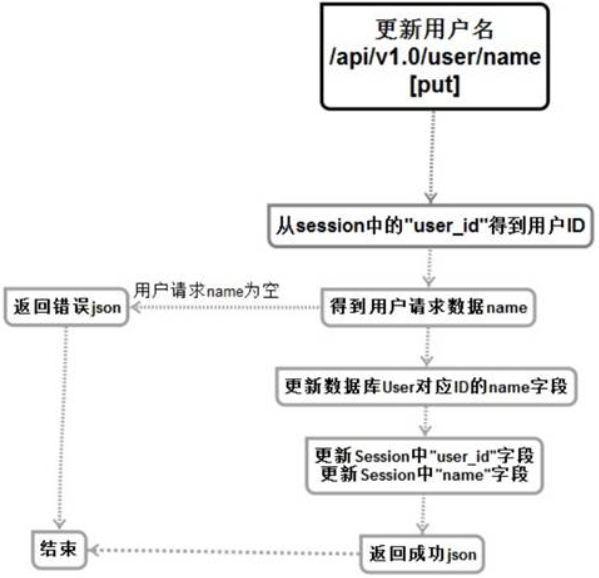 更新用户名
/api/v1.0/user/name
[put]
从session中的"user_id"得到用户ID
用户请求name为空
返回错误json
得到用户请求数据name
更新数据库User对应ID的name字段
更新Session中"user_id"字段
更新Session中"name"字段
结束
返回成功json